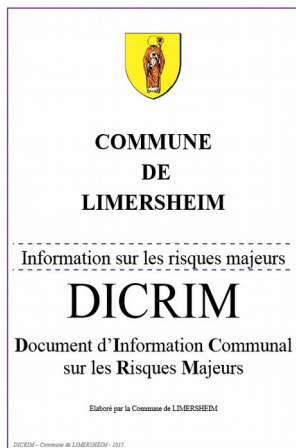 COMMUNE
DE
LIMERSHEIM
Information sur les risques majeurs
DICRIM
Document d’Information Communal
sur les Risques Majeurs
Elaboré par la Commune de LIMERSHEIM
DICRIM – Commune de LIMERSHEIM - 2015